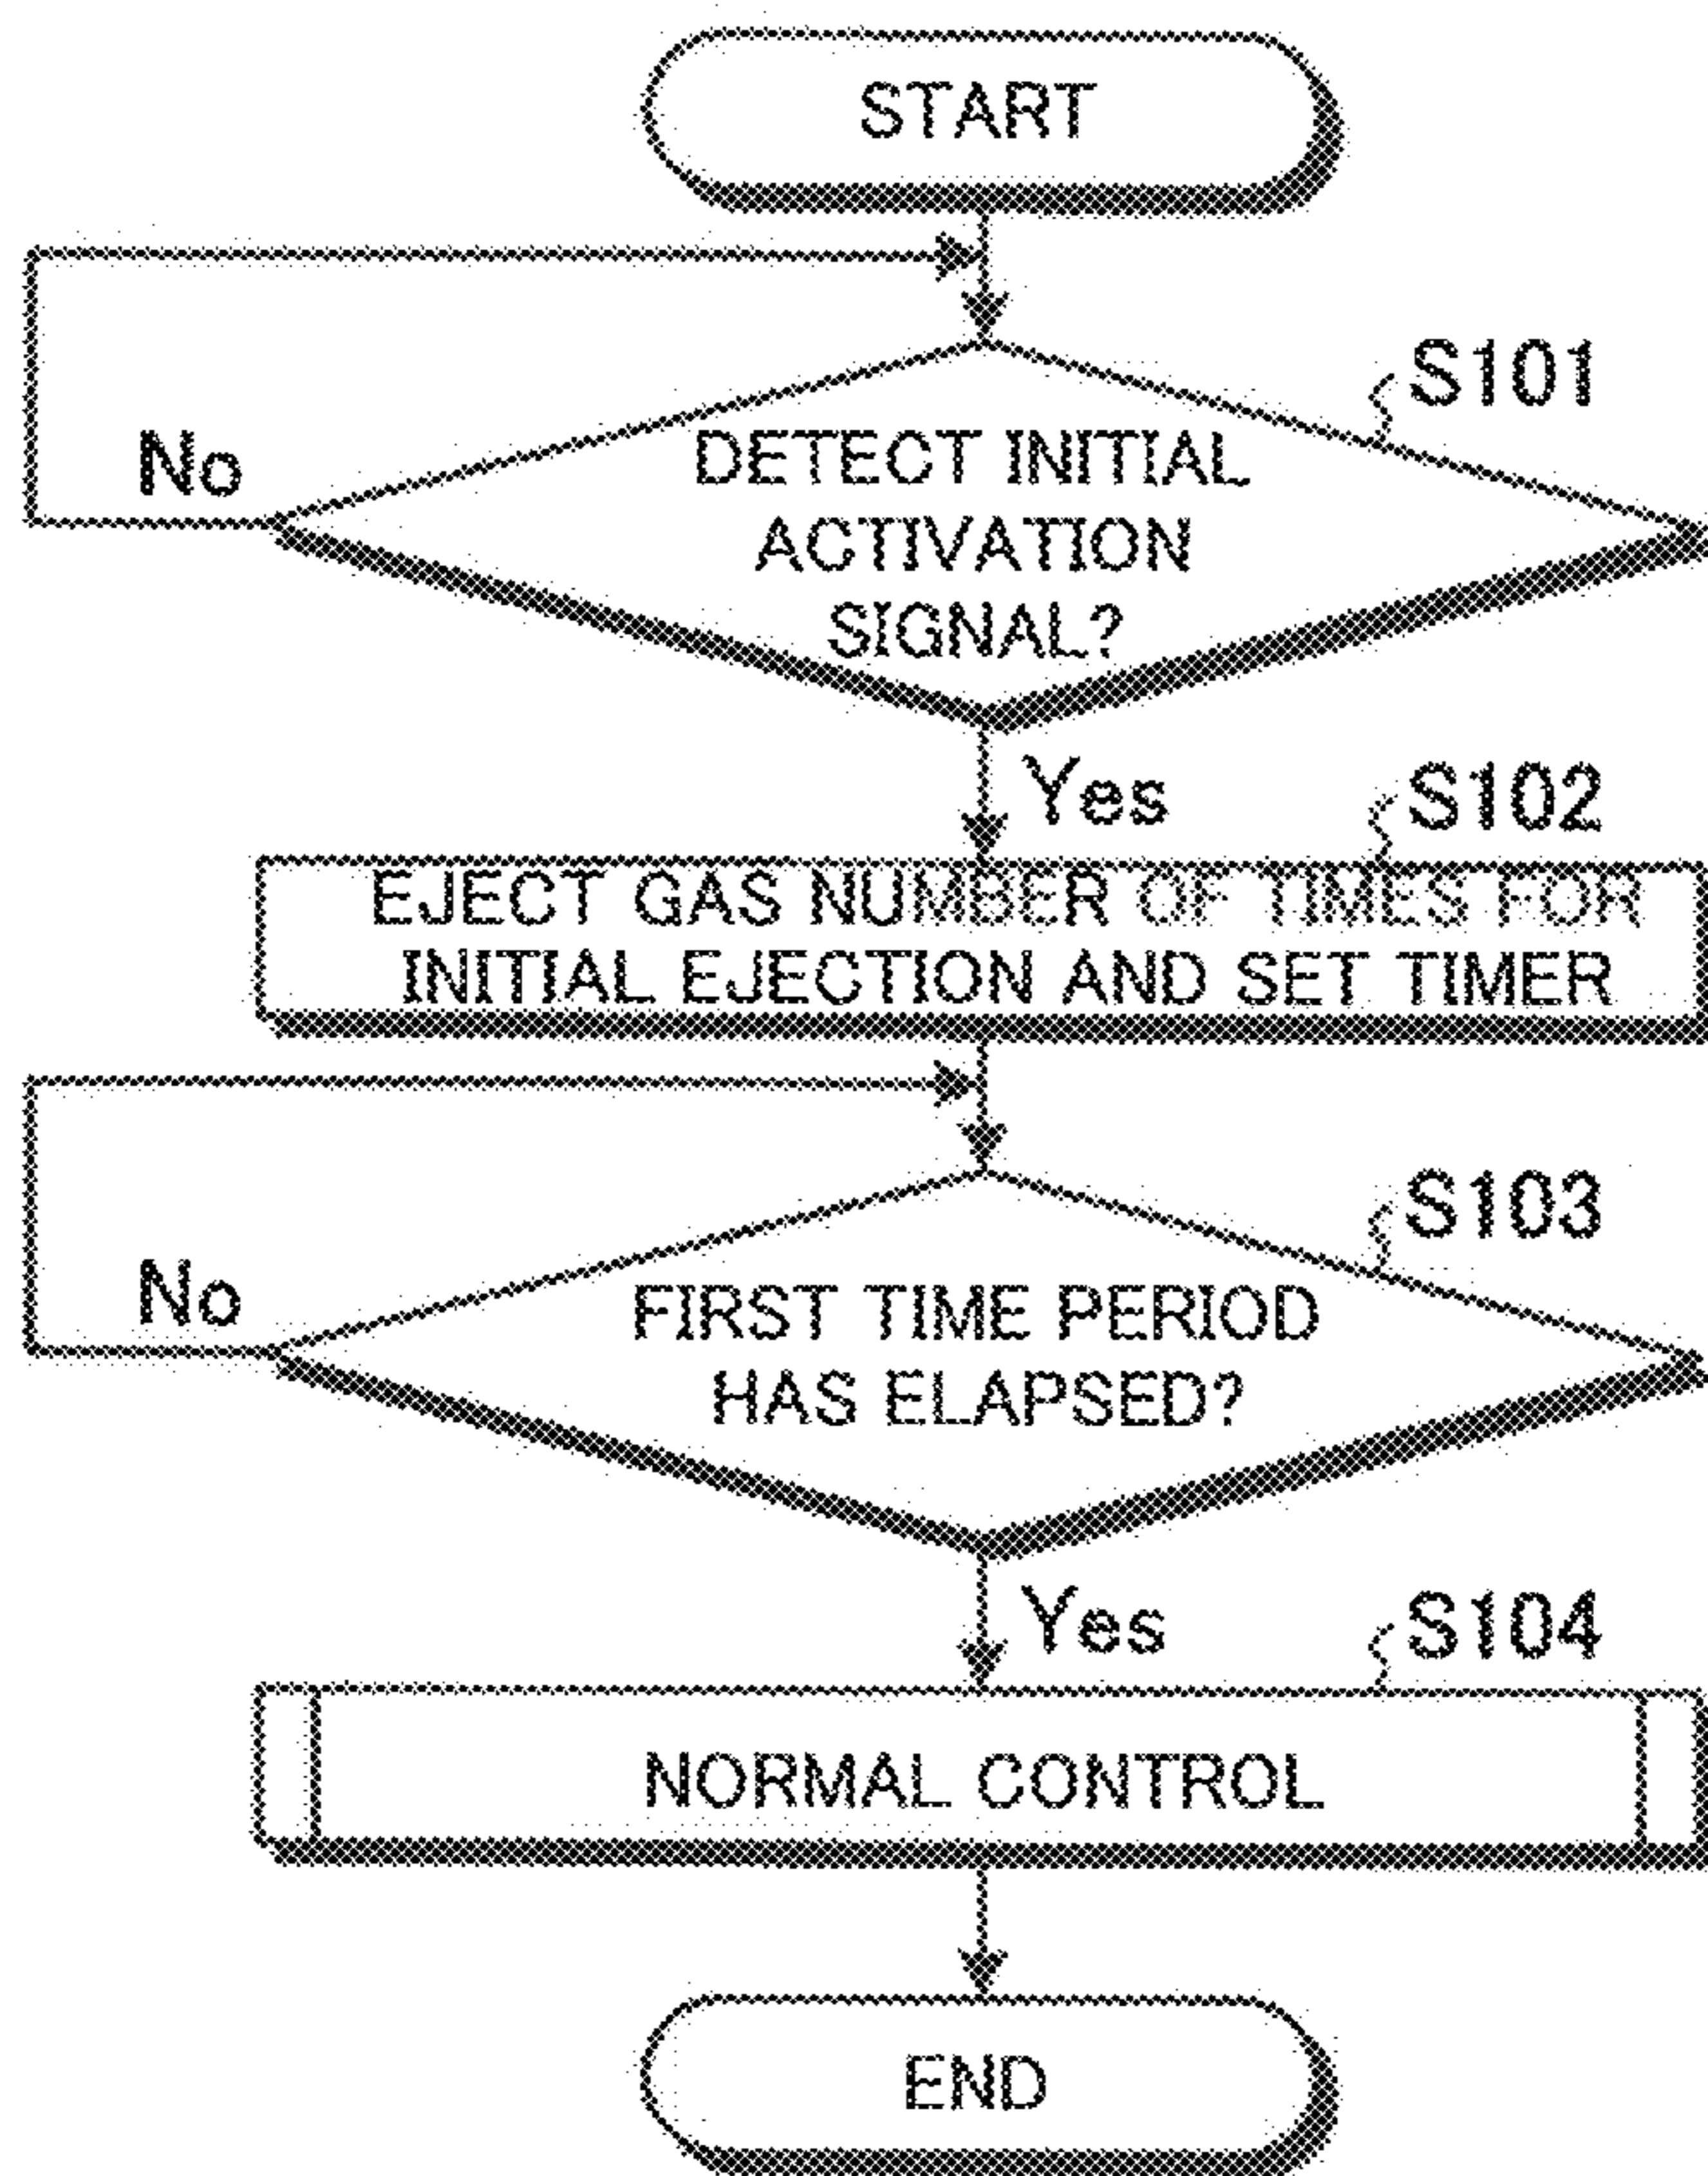 START
S101
No
DETECT INITIAL
ACTIVATION
SIGNAL?
Yes
S102
EJECT GAS NUMBER OF TIMES FOR
INITIAL EJECTION AND SET TIMER
S103
No
FIRST TIME PERIOD
HAS ELAPSED?
Yes
S104
NORMAL CONTROL
END